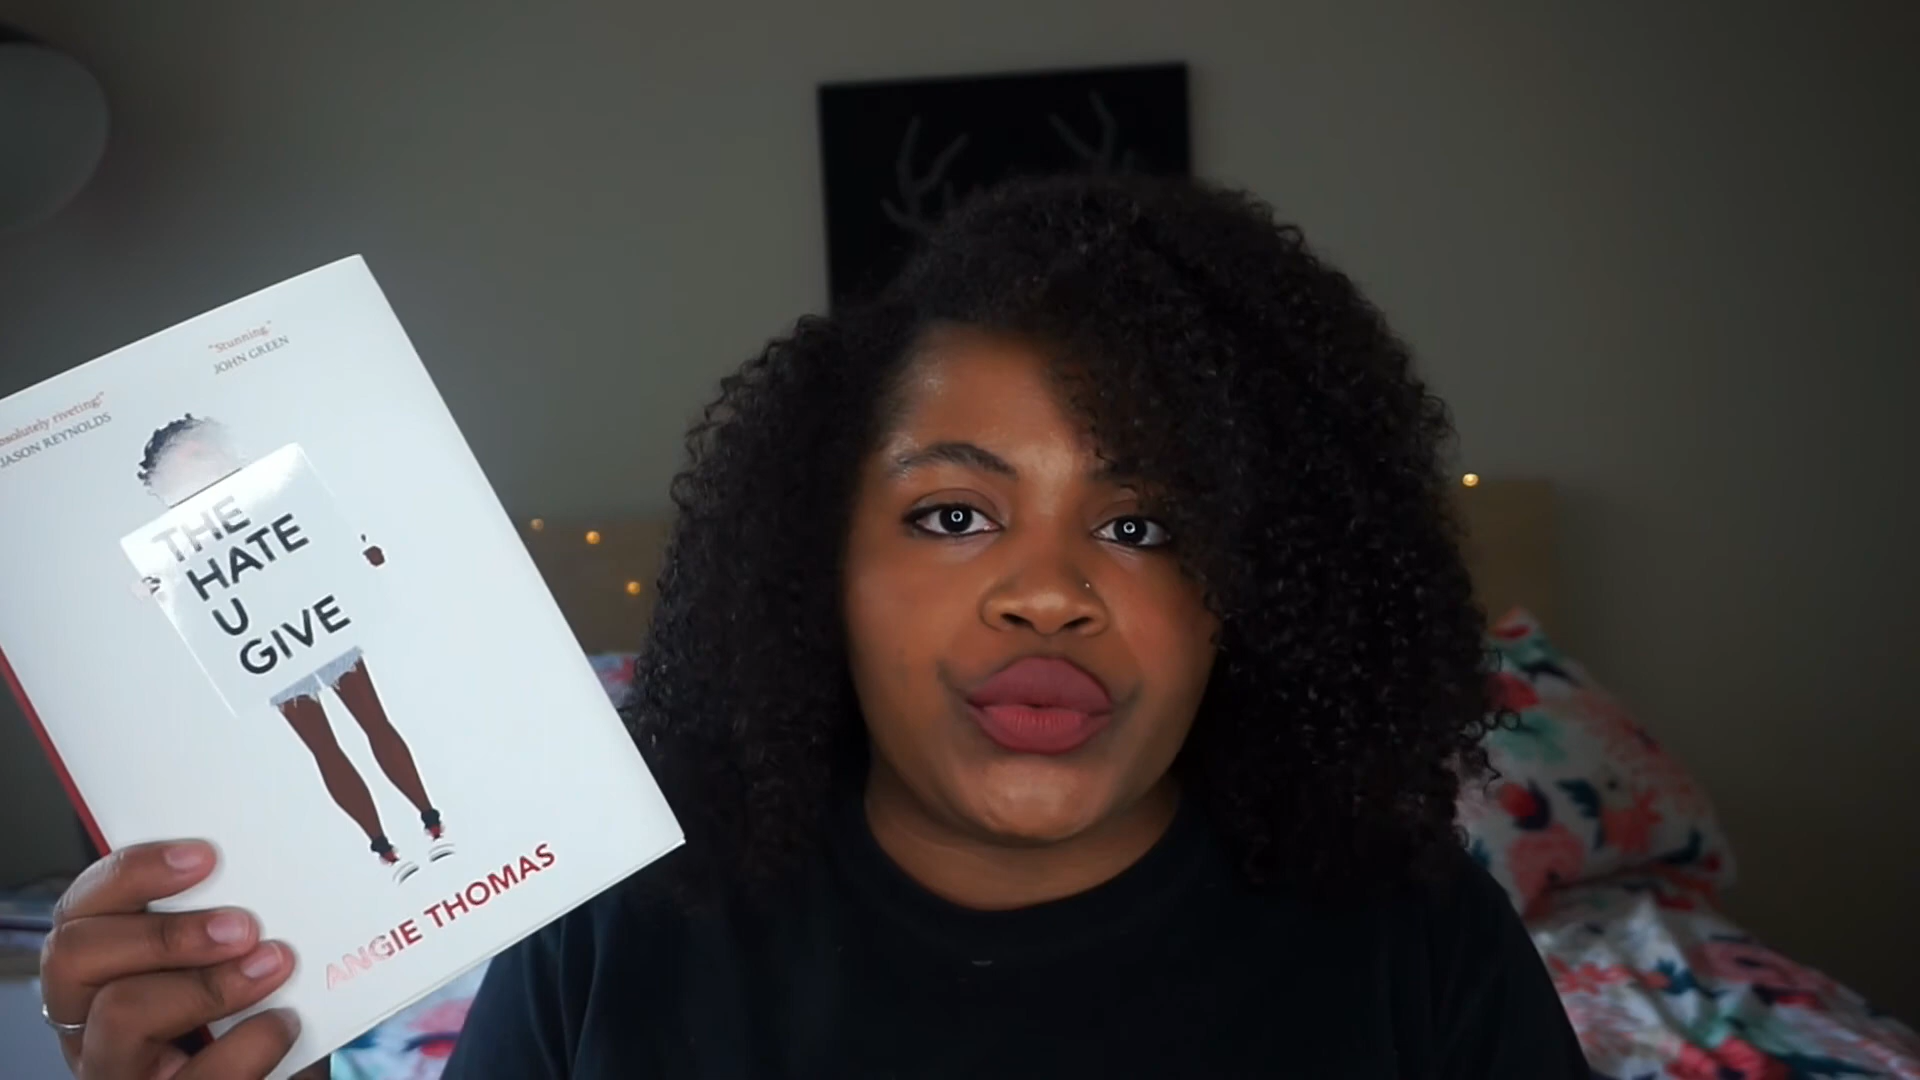 "Stunning."
JOHN GREEN
riveting!"
JASON REYNOLDS
THE
HATE
U
GIVE
ANGIE THOMAS